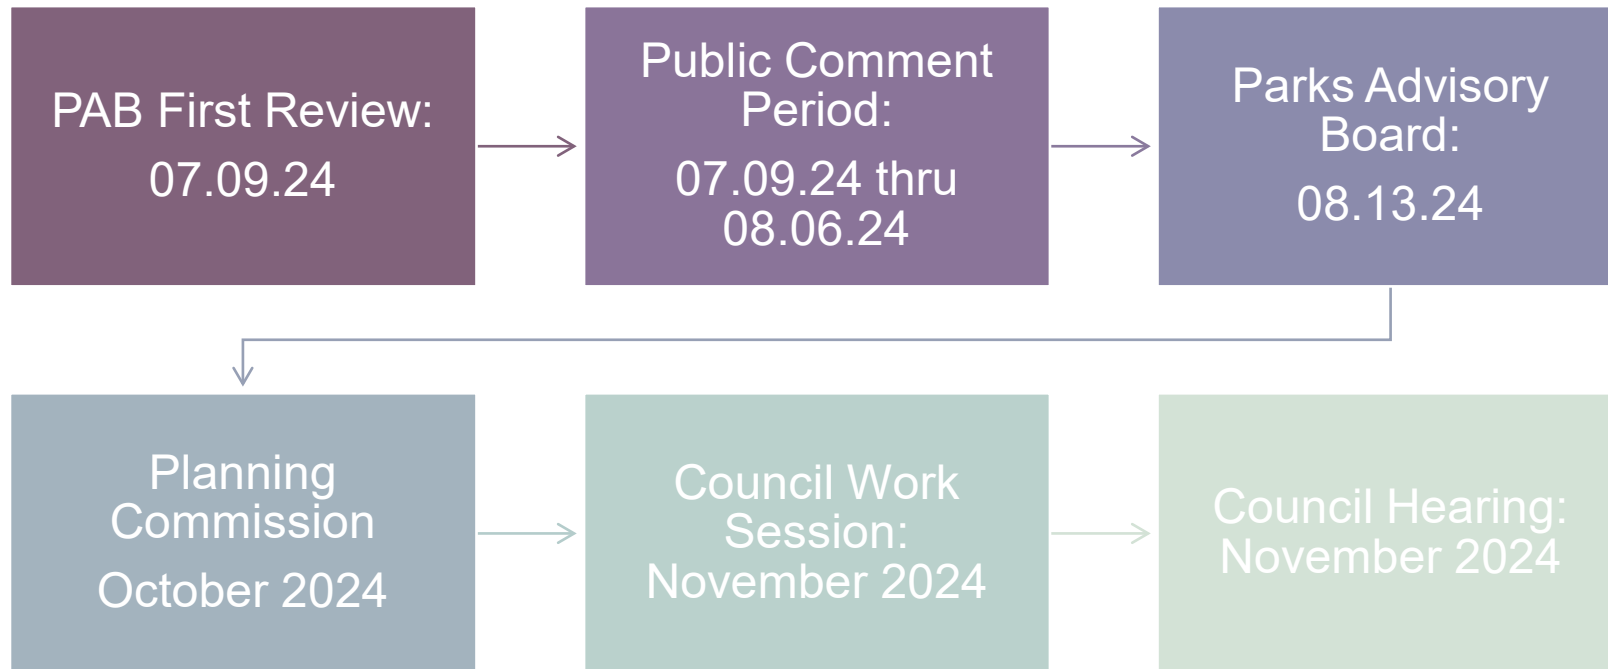 PAB First Review:
07.09.24
Public Comment
Period:
07.09.24 thru
08.06.24
Parks Advisory
Board:
08.13.24
Planning
Commission
October 2024
Council Work
Session:
November 2024
Council Hearing:
November 2024